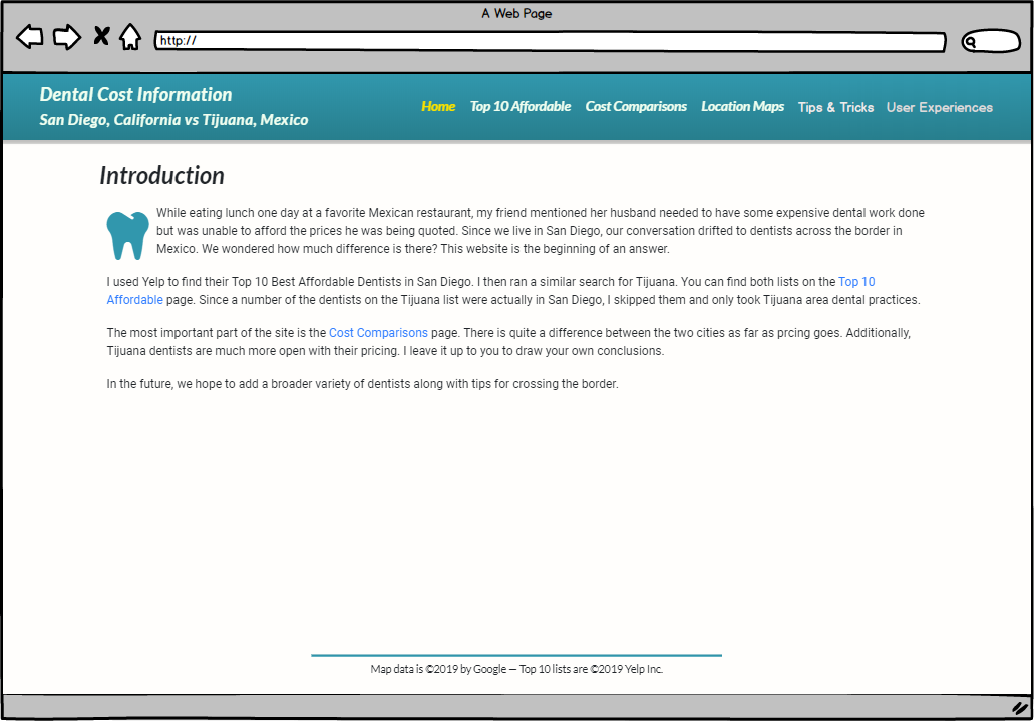 A Web Page
http://
Dental Cost Information
San Diego, California vs Tijuana, Mexico
Home Top 10 Affordable Cost Comparisons Location Maps Tips & Tricks User Experiences
Introduction
While eating lunch one day at a favorite Mexican restaurant, my friend mentioned her husband needed to have some expensive dental work done
but was unable to afford the prices he was being quoted. Since we live in San Diego, our conversation drifted to dentists across the border in
Mexico. We wondered how much difference is there? This website is the beginning of an answer.
I used Yelp to find their Top 10 Best Affordable Dentists in San Diego. I then ran a similar search for Tijuana. You can find both lists on the Top 10
Affordable page. Since a number of the dentists on the Tijuana list were actually in San Diego, I skipped them and only took Tijuana area dental practices.
The most important part of the site is the Cost Comparisons page. There is quite a difference between the two cities as far as prcing goes. Additionally,
Tijuana dentists are much more open with their pricing. I leave it up to you to draw your own conclusions.
In the future, we hope to add a broader variety of dentists along with tips for crossing the border.
Map data is ©2019 by Google — Top 10 lists are ©2019 Yelp Inc.